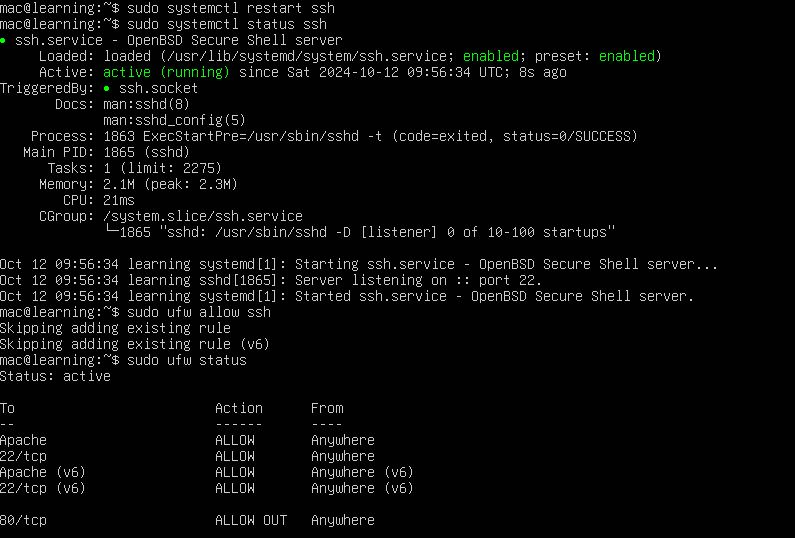 mac@learning:~$ sudo systemctl restart ssh
mac@learning:~$ sudo systemctl status ssh
● ssh.service - OpenBSD Secure Shell server
     Loaded: loaded (/usr/lib/systemd/system/ssh.service; enabled; preset: enabled)
     Active: active (running) since Sat 2024-10-12 09:56:34 UTC; 8s ago
TriggeredBy: ● ssh.socket
       Docs: man:sshd(8)
             man:sshd_config(5)
    Process: 1863 ExecStartPre=/usr/sbin/sshd -t (code=exited, status=0/SUCCESS)
   Main PID: 1865 (sshd)
      Tasks: 1 (limit: 2275)
     Memory: 2.1M (peak: 2.3M)
        CPU: 21ms
     CGroup: /system.slice/ssh.service
             └─1865 "sshd: /usr/sbin/sshd -D [listener] 0 of 10-100 startups"

Oct 12 09:56:34 learning systemd[1]: Starting ssh.service - OpenBSD Secure Shell server...
Oct 12 09:56:34 learning sshd[1865]: Server listening on :: port 22.
Oct 12 09:56:34 learning systemd[1]: Started ssh.service - OpenBSD Secure Shell server.
mac@learning:~$ sudo ufw allow ssh
Skipping adding existing rule
Skipping adding existing rule (v6)
mac@learning:~$ sudo ufw status
Status: active

To                         Action      From
--                         ------      ----
Apache                     ALLOW       Anywhere
22/tcp                     ALLOW       Anywhere
Apache (v6)                ALLOW       Anywhere (v6)
22/tcp (v6)                ALLOW       Anywhere (v6)

80/tcp                     ALLOW OUT   Anywhere